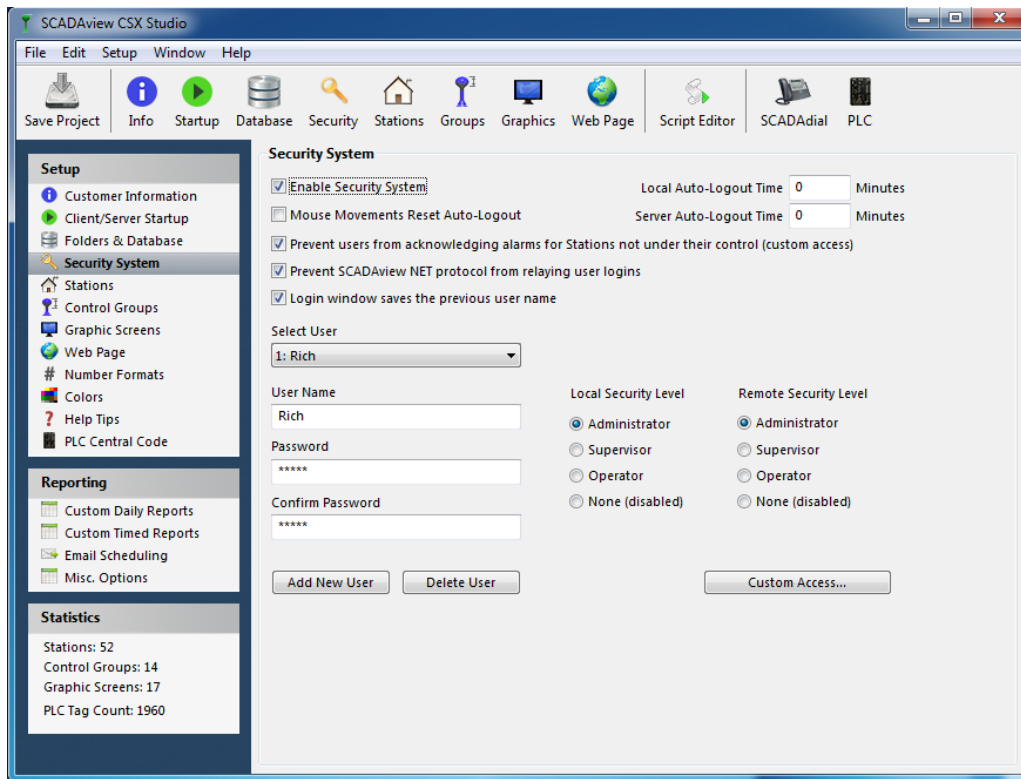 SCADAview CSX Studio
File Edit Setup Window Help
Save Project Info Startup Database Security Stations Groups Graphics Web Page Script Editor SCADAdial PLC
Setup
Customer Information
Client/Server Startup
Folders & Database
Security System
Stations
Control Groups
Graphic Screens
Web Page
# Number Formats
Colors
? Help Tips
PLC Central Code
Reporting
Custom Daily Reports
Custom Timed Reports
Email Scheduling
Misc. Options
Statistics
Stations: 52
Control Groups: 14
Graphic Screens: 17
PLC Tag Count: 1960
Security System
Enable Security System
Local Auto-Logout Time 0 Minutes
Mouse Movements Reset Auto-Logout
Server Auto-Logout Time 0 Minutes
Prevent users from acknowledging alarms for Stations not under their control (custom access)
Prevent SCADAview NET protocol from relaying user logins
Login window saves the previous user name
Select User
1: Rich
User Name
Rich
Password
*****
Confirm Password
*****
Local Security Level
Administrator
Supervisor
Operator
None (disabled)
Remote Security Level
Administrator
Supervisor
Operator
None (disabled)
Add New User Delete User Custom Access...